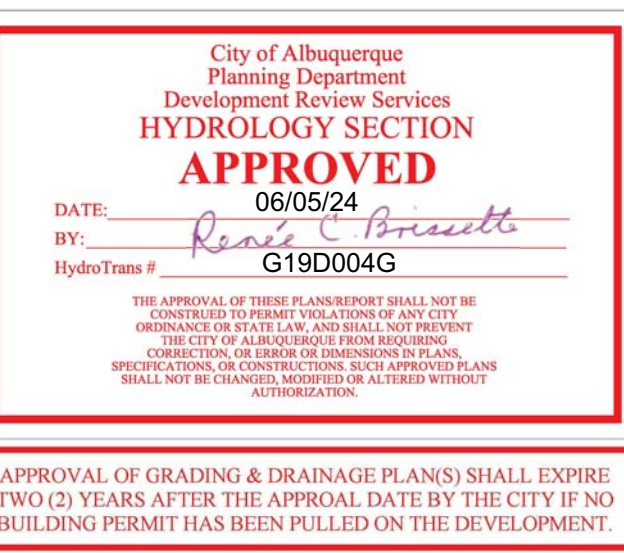 City of Albuquerque
Planning Department
Development Review Services
HYDROLOGY SECTION
APPROVED
DATE: 06/05/24
BY: Renée C. Brissette
HydroTrans # G19D004G
THE APPROVAL OF THESE PLANS/REPORT SHALL NOT BE
CONSTRUED TO PERMIT VIOLATIONS OF ANY CITY
ORDINANCE OR STATE LAW, AND SHALL NOT PREVENT
THE CITY OF ALBUQUERQUE FROM REQUIRING
CORRECTION, OR ERROR OR DIMENSIONS IN PLANS,
SPECIFICATIONS, OR CONSTRUCTIONS. SUCH APPROVED PLANS
SHALL NOT BE CHANGED, MODIFIED OR ALTERED WITHOUT
AUTHORIZATION.
APPROVAL OF GRADING & DRAINAGE PLAN(S) SHALL EXPIRE
TWO (2) YEARS AFTER THE APPROAL DATE BY THE CITY IF NO
BUILDING PERMIT HAS BEEN PULLED ON THE DEVELOPMENT.